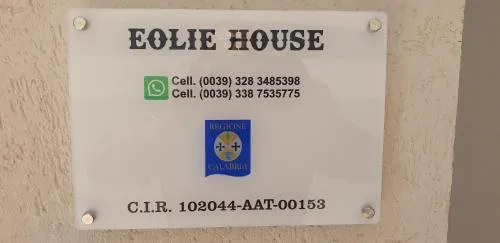 EOLIE HOUSE
Cell. (0039) 328 3485398
Cell. (0039) 338 7535775
REGIONE
CALABRIA
C.I.R. 102044-AAT-00153